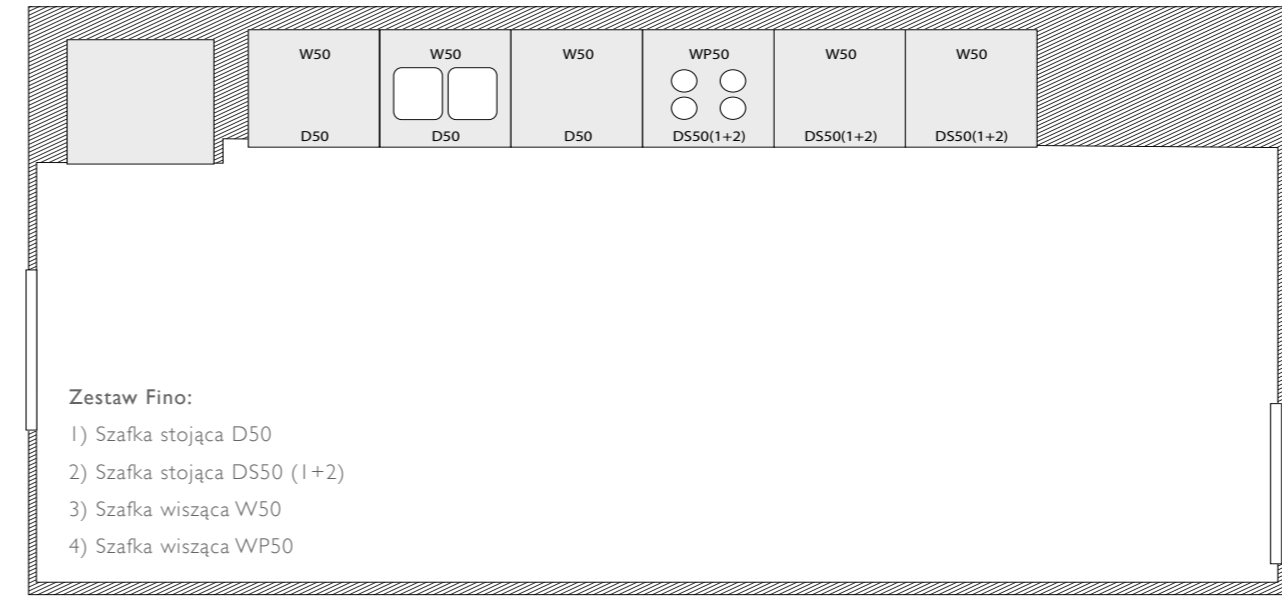 W50 W50 W50 WP50 W50 W50
D50 D50 D50 DS50(1+2) DS50(1+2) DS50(1+2)
Zestaw Fino:
1) Szafka stojąca D50
2) Szafka stojąca DS50 (1+2)
3) Szafka wisząca W50
4) Szafka wisząca WP50